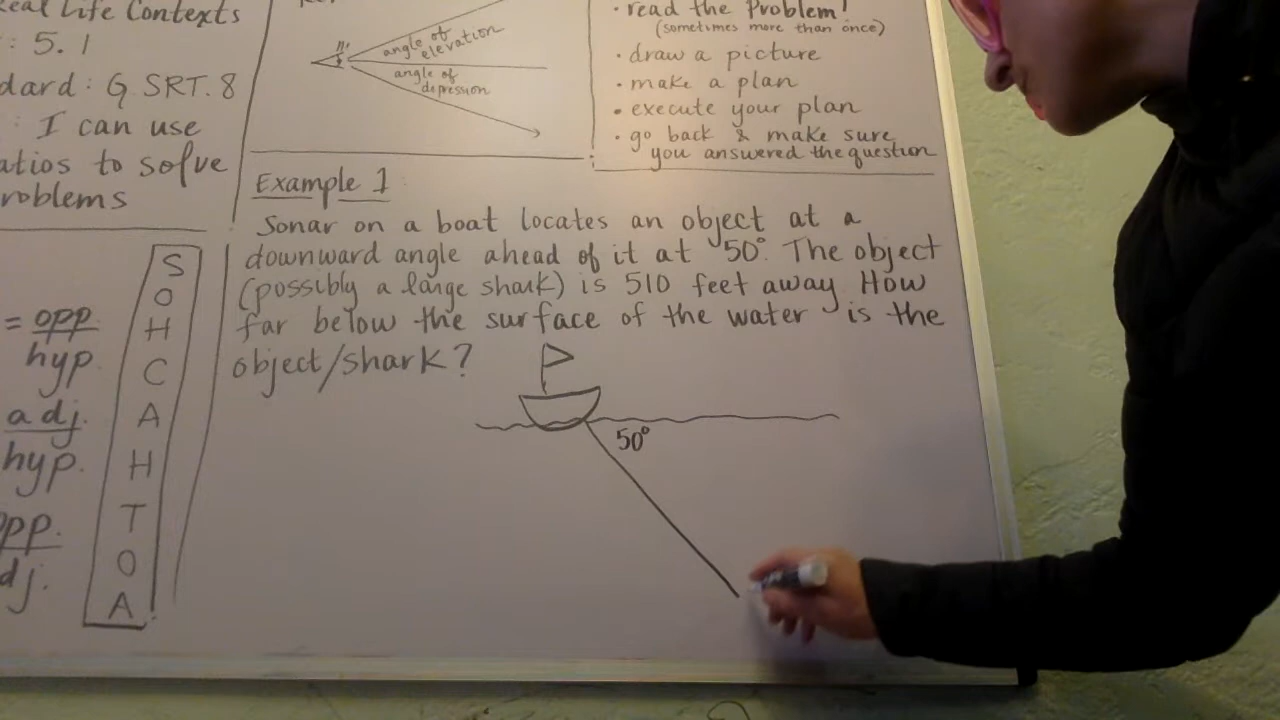 Real Life Contexts
: 5.1
dard: G.SRT.8
: I can use
atios to solve
roblems
= opp.
hyp.
adj.
hyp.
opp.
dj.
S
O
H
C
A
H
T
O
A
angle of
elevation
angle of
depression
• read the Problem!
(sometimes more than once)
• draw a picture
• make a plan
• execute your plan
• go back & make sure
you answered the question
Example 1
Sonar on a boat locates an object at a
downward angle ahead of it at 50°. The object
(possibly a large shark) is 510 feet away. How
far below the surface of the water is the
object/shark?
50°